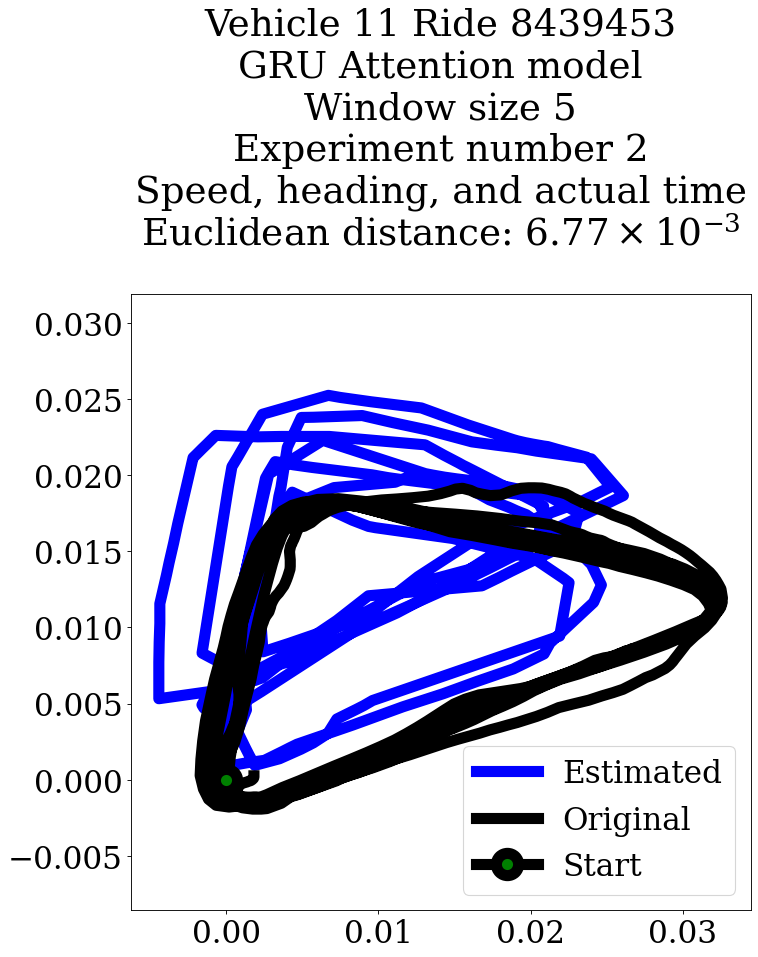 Vehicle 11 Ride 8439453
GRU Attention model
Window size 5
Experiment number 2
Speed, heading, and actual time
Euclidean distance: 6.77 × 10⁻³
0.030
0.025
0.020
0.015
0.010
0.005
0.000
−0.005
Estimated
Original
Start
0.00 0.01 0.02 0.03